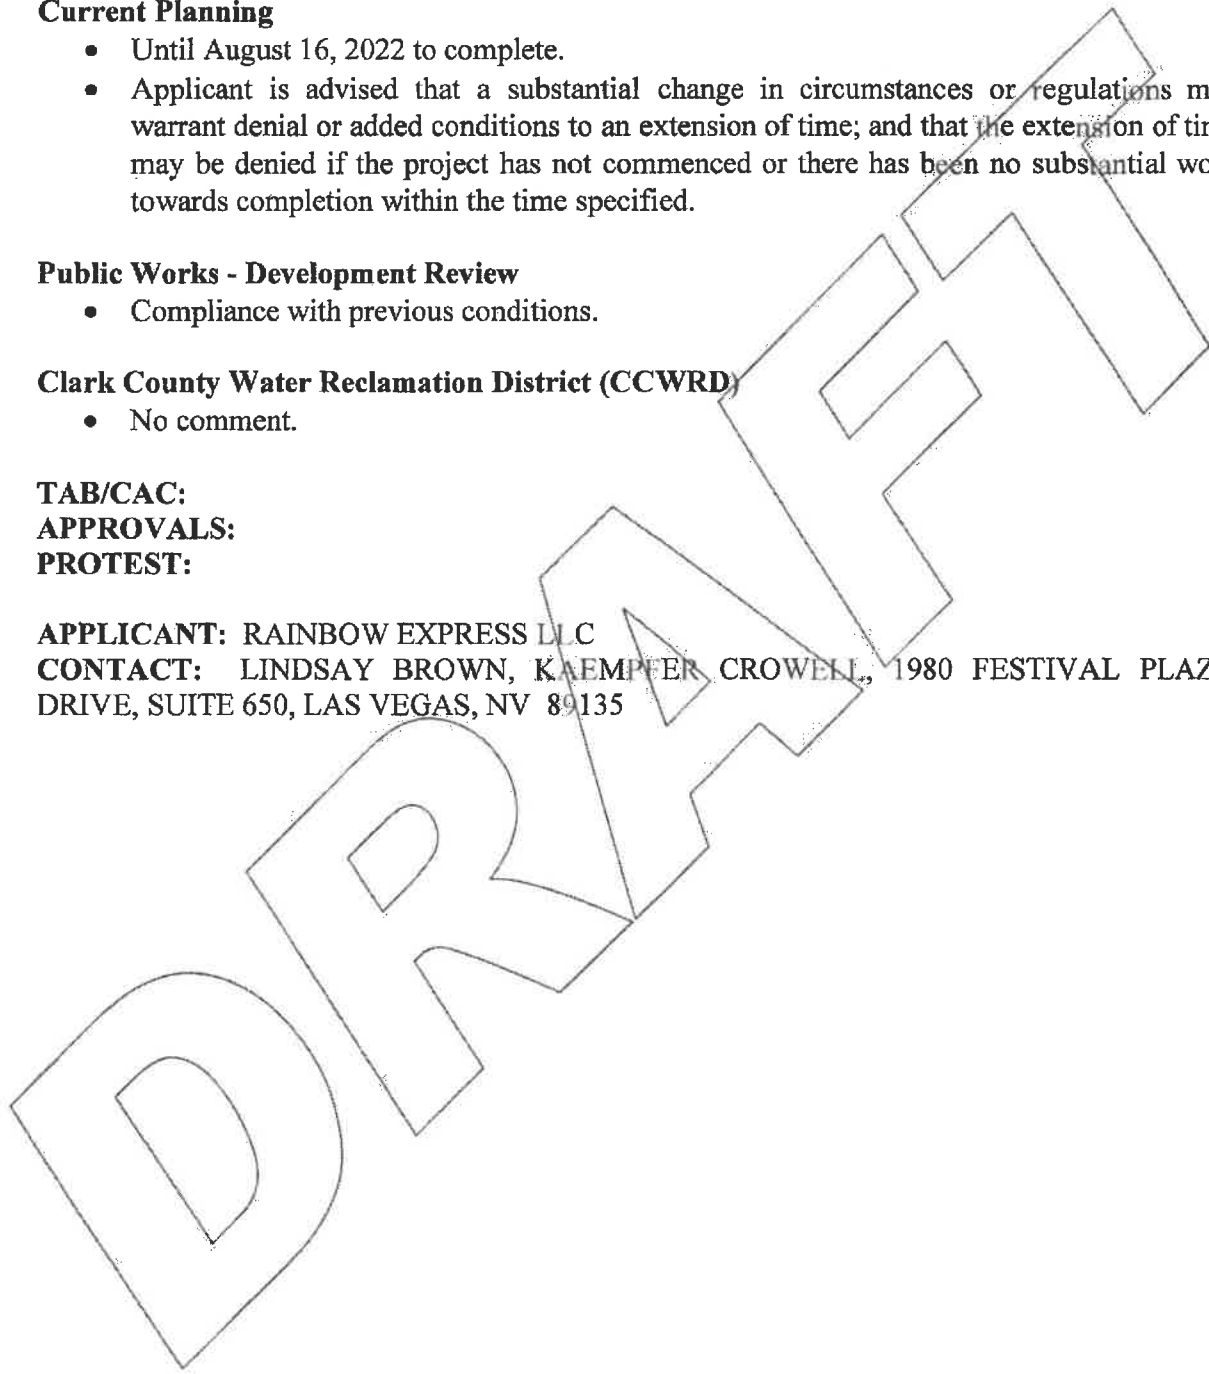 Current Planning
• Until August 16, 2022 to complete.
• Applicant is advised that a substantial change in circumstances or regulations m
warrant denial or added conditions to an extension of time; and that the extension of tin
may be denied if the project has not commenced or there has been no substantial wo
towards completion within the time specified.
Public Works - Development Review
• Compliance with previous conditions.
Clark County Water Reclamation District (CCWRD)
• No comment.
TAB/CAC:
APPROVALS:
PROTEST:
APPLICANT: RAINBOW EXPRESS LLC
CONTACT: LINDSAY BROWN, KAEMPFER CROWELL, 1980 FESTIVAL PLAZ
DRIVE, SUITE 650, LAS VEGAS, NV 89135
DRAFT